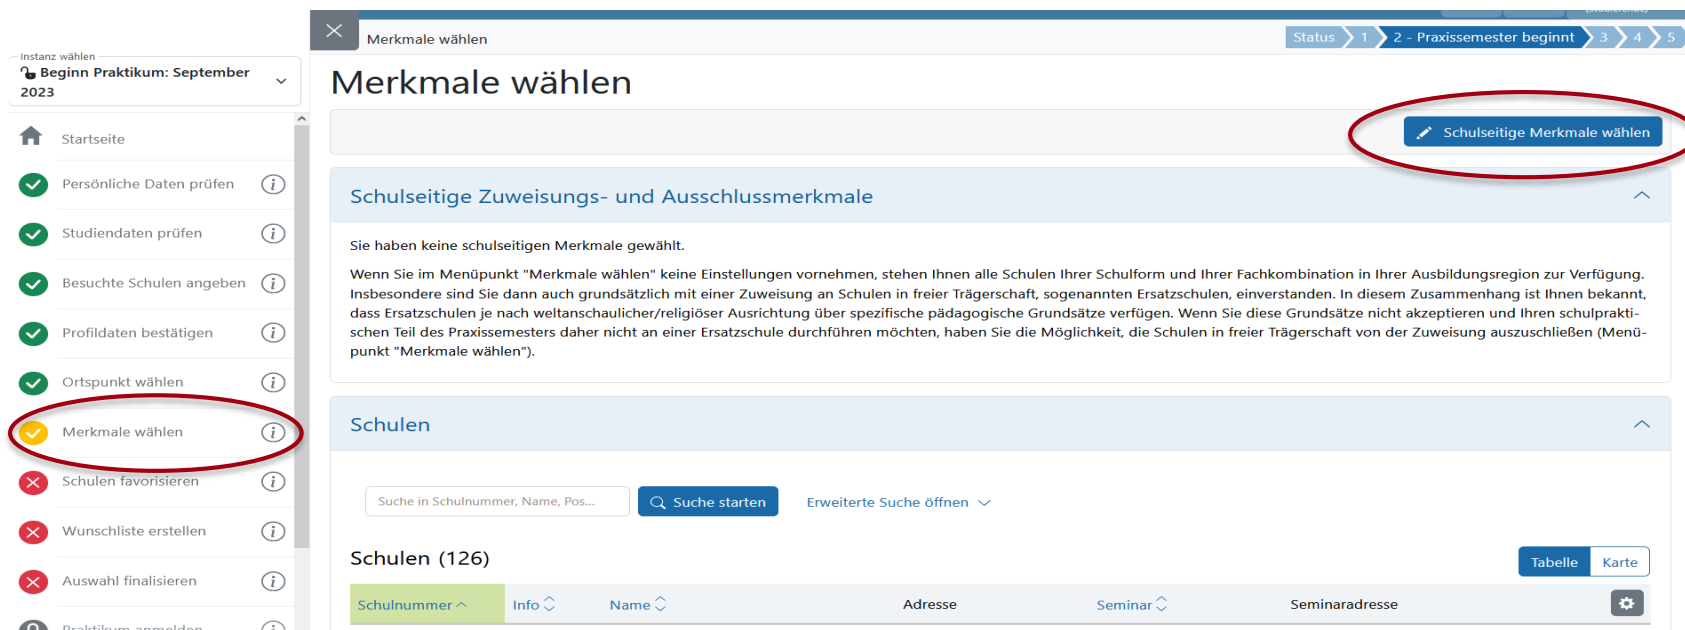 (Studierende)
Merkmale wählen
Status 1 2 - Praxissemester beginnt 3 4 5
Instanz wählen
Beginn Praktikum: September
2023
Startseite
Persönliche Daten prüfen
Studiendaten prüfen
Besuchte Schulen angeben
Profildaten bestätigen
Ortspunkt wählen
Merkmale wählen
Schulen favorisieren
Wunschliste erstellen
Auswahl finalisieren
Praktikum anmelden
Merkmale wählen
Schulseitige Merkmale wählen
Schulseitige Zuweisungs- und Ausschlussmerkmale
Sie haben keine schulseitigen Merkmale gewählt.
Wenn Sie im Menüpunkt "Merkmale wählen" keine Einstellungen vornehmen, stehen Ihnen alle Schulen Ihrer Schulform und Ihrer Fachkombination in Ihrer Ausbildungsregion zur Verfügung.
Insbesondere sind Sie dann auch grundsätzlich mit einer Zuweisung an Schulen in freier Trägerschaft, sogenannten Ersatzschulen, einverstanden. In diesem Zusammenhang ist Ihnen bekannt,
dass Ersatzschulen je nach weltanschaulicher/religiöser Ausrichtung über spezifische pädagogische Grundsätze verfügen. Wenn Sie diese Grundsätze nicht akzeptieren und Ihren schulprakti-
schen Teil des Praxissemesters daher nicht an einer Ersatzschule durchführen möchten, haben Sie die Möglichkeit, die Schulen in freier Trägerschaft von der Zuweisung auszuschließen (Menü-
punkt "Merkmale wählen").
Schulen
Suche in Schulnummer, Name, Pos...
Suche starten
Erweiterte Suche öffnen
Schulen (126)
Tabelle Karte
Schulnummer Info Name Adresse Seminar Seminaradresse